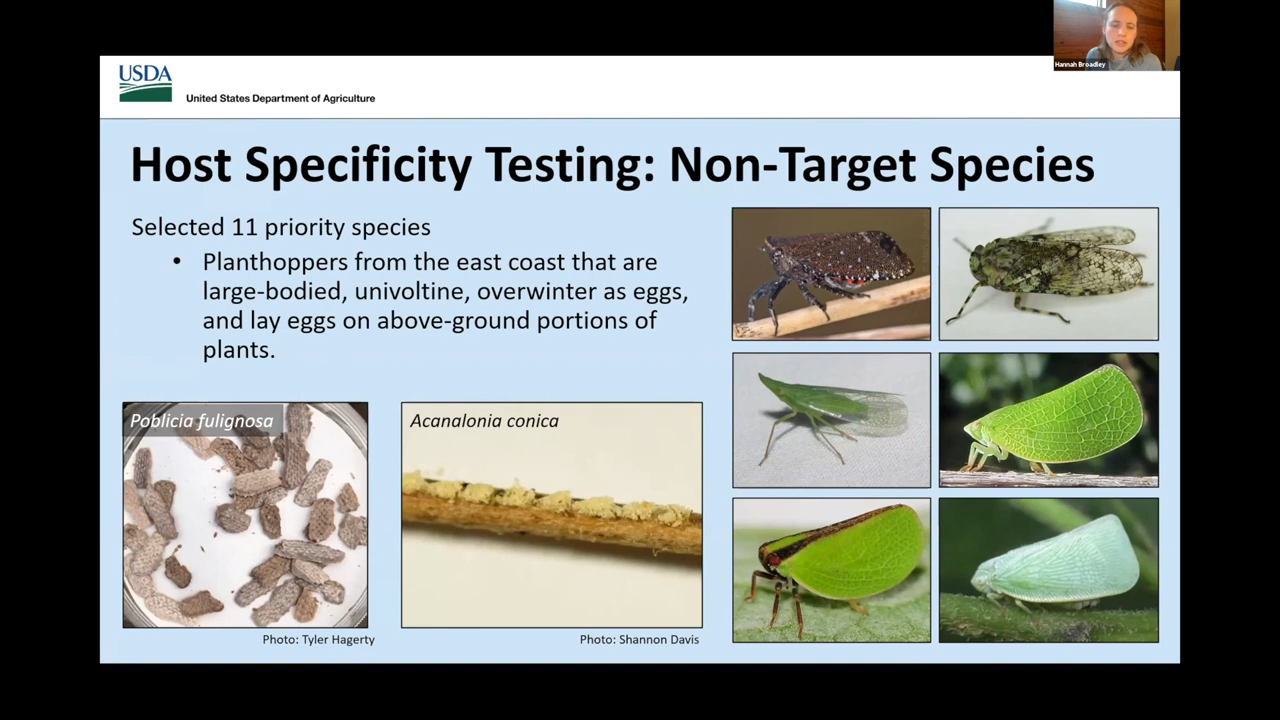 Hannah Broadley
USDA
United States Department of Agriculture
Host Specificity Testing: Non-Target Species
Selected 11 priority species
• Planthoppers from the east coast that are
large-bodied, univoltine, overwinter as eggs,
and lay eggs on above-ground portions of
plants.
Poblicia fulignosa
Acanalonia conica
Photo: Tyler Hagerty
Photo: Shannon Davis